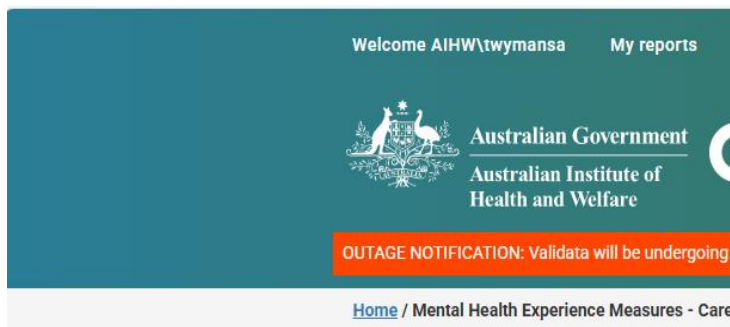 Welcome AIHW\twymansa My reports
Australian Government
Australian Institute of
Health and Welfare
OUTAGE NOTIFICATION: Validata will be undergoing
Home / Mental Health Experience Measures - Care